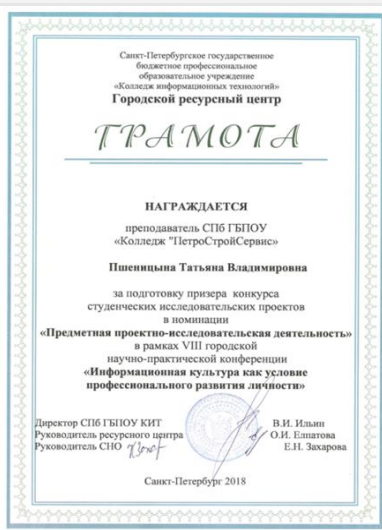 Санкт-Петербургское государственное
бюджетное профессиональное
образовательное учреждение
«Колледж информационных технологий»
Городской ресурсный центр
ГРАМОТА
НАГРАЖДАЕТСЯ
преподаватель СПб ГБПОУ
«Колледж "ПетроСтройСервис»
Пшеницына Татьяна Владимировна
за подготовку призера конкурса
студенческих исследовательских проектов
в номинации
«Предметная проектно-исследовательская деятельность»
в рамках VIII городской
научно-практической конференции
«Информационная культура как условие
профессионального развития личности»
Директор СПб ГБПОУ КИТ В.И. Ильин
Руководитель ресурсного центра О.И. Елпатова
Руководитель СНО Е.Н. Захарова
Санкт-Петербург 2018